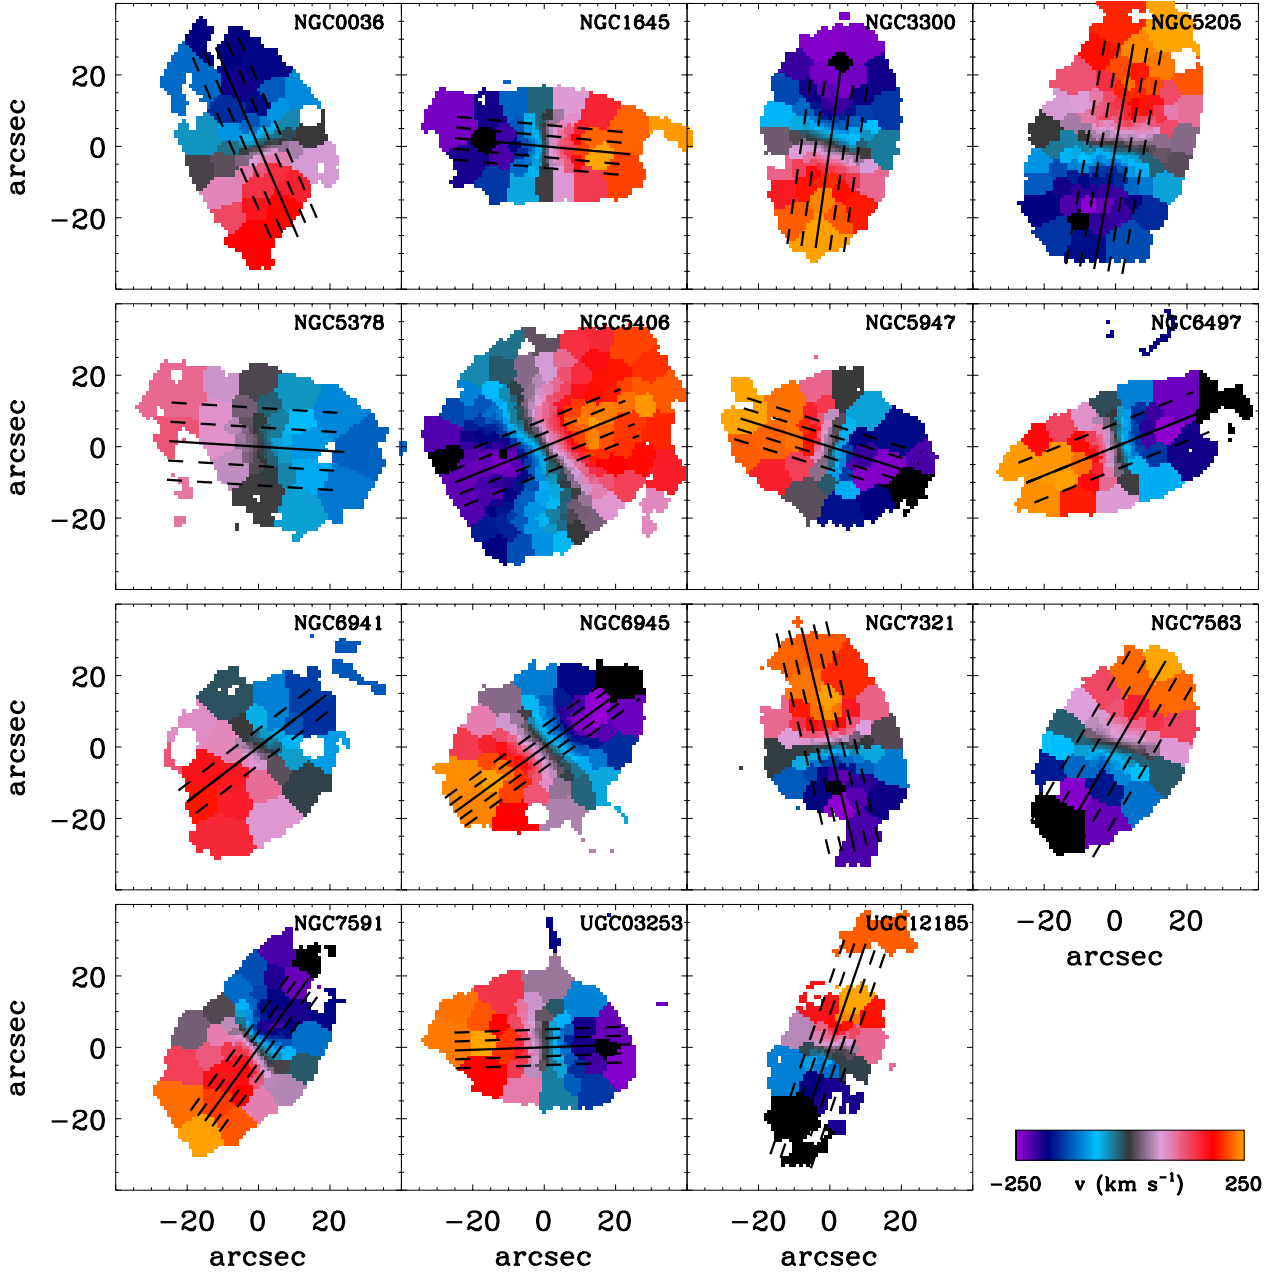 NGC0036 NGC1645 NGC3300 NGC5205
20
0
−20
arcsec
NGC5378 NGC5406 NGC5947 NGC6497
20
0
−20
arcsec
NGC6941 NGC6945 NGC7321 NGC7563
20
0
−20
arcsec
−20 0 20
arcsec
NGC7591 UGC03253 UGC12185
20
0
−20
arcsec
−250 v (km s⁻¹) 250
−20 0 20 −20 0 20 −20 0 20
arcsec arcsec arcsec